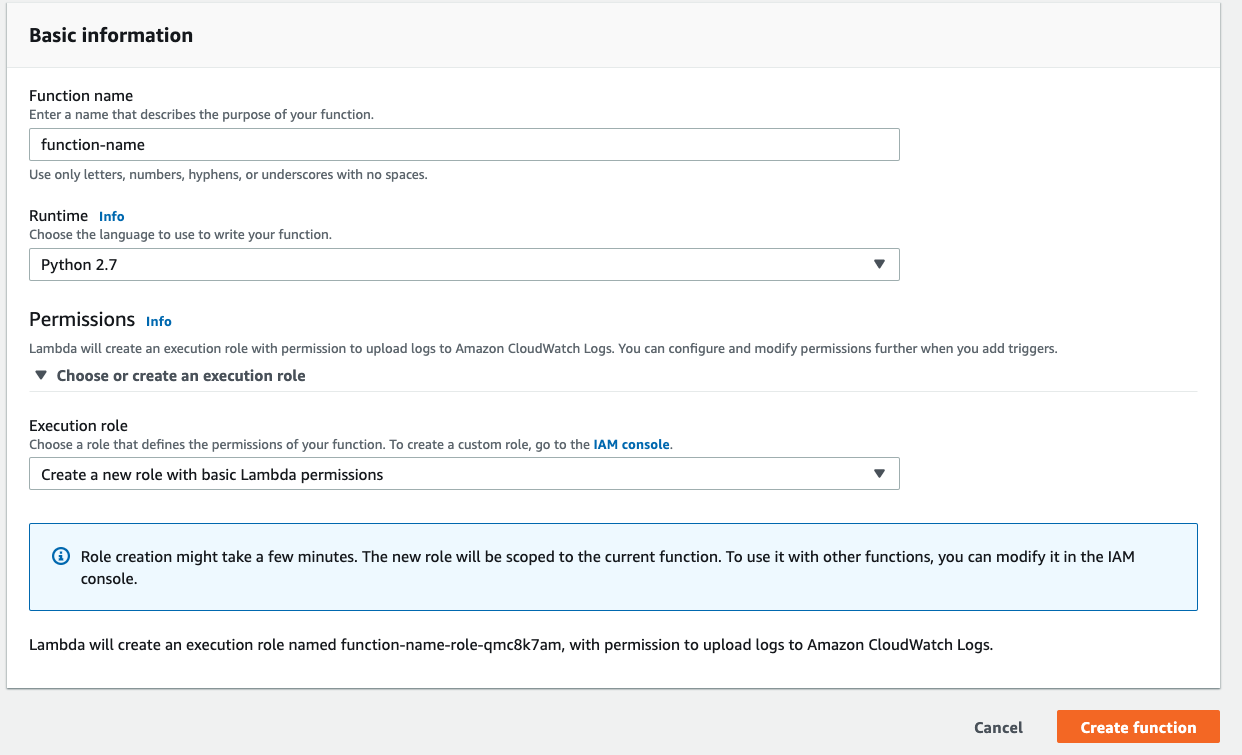 Basic information
Function name
Enter a name that describes the purpose of your function.
function-name
Use only letters, numbers, hyphens, or underscores with no spaces.
Runtime Info
Choose the language to use to write your function.
Python 2.7
Permissions Info
Lambda will create an execution role with permission to upload logs to Amazon CloudWatch Logs. You can configure and modify permissions further when you add triggers.
Choose or create an execution role
Execution role
Choose a role that defines the permissions of your function. To create a custom role, go to the IAM console.
Create a new role with basic Lambda permissions
Role creation might take a few minutes. The new role will be scoped to the current function. To use it with other functions, you can modify it in the IAM
console.
Lambda will create an execution role named function-name-role-qmc8k7am, with permission to upload logs to Amazon CloudWatch Logs.
Cancel Create function